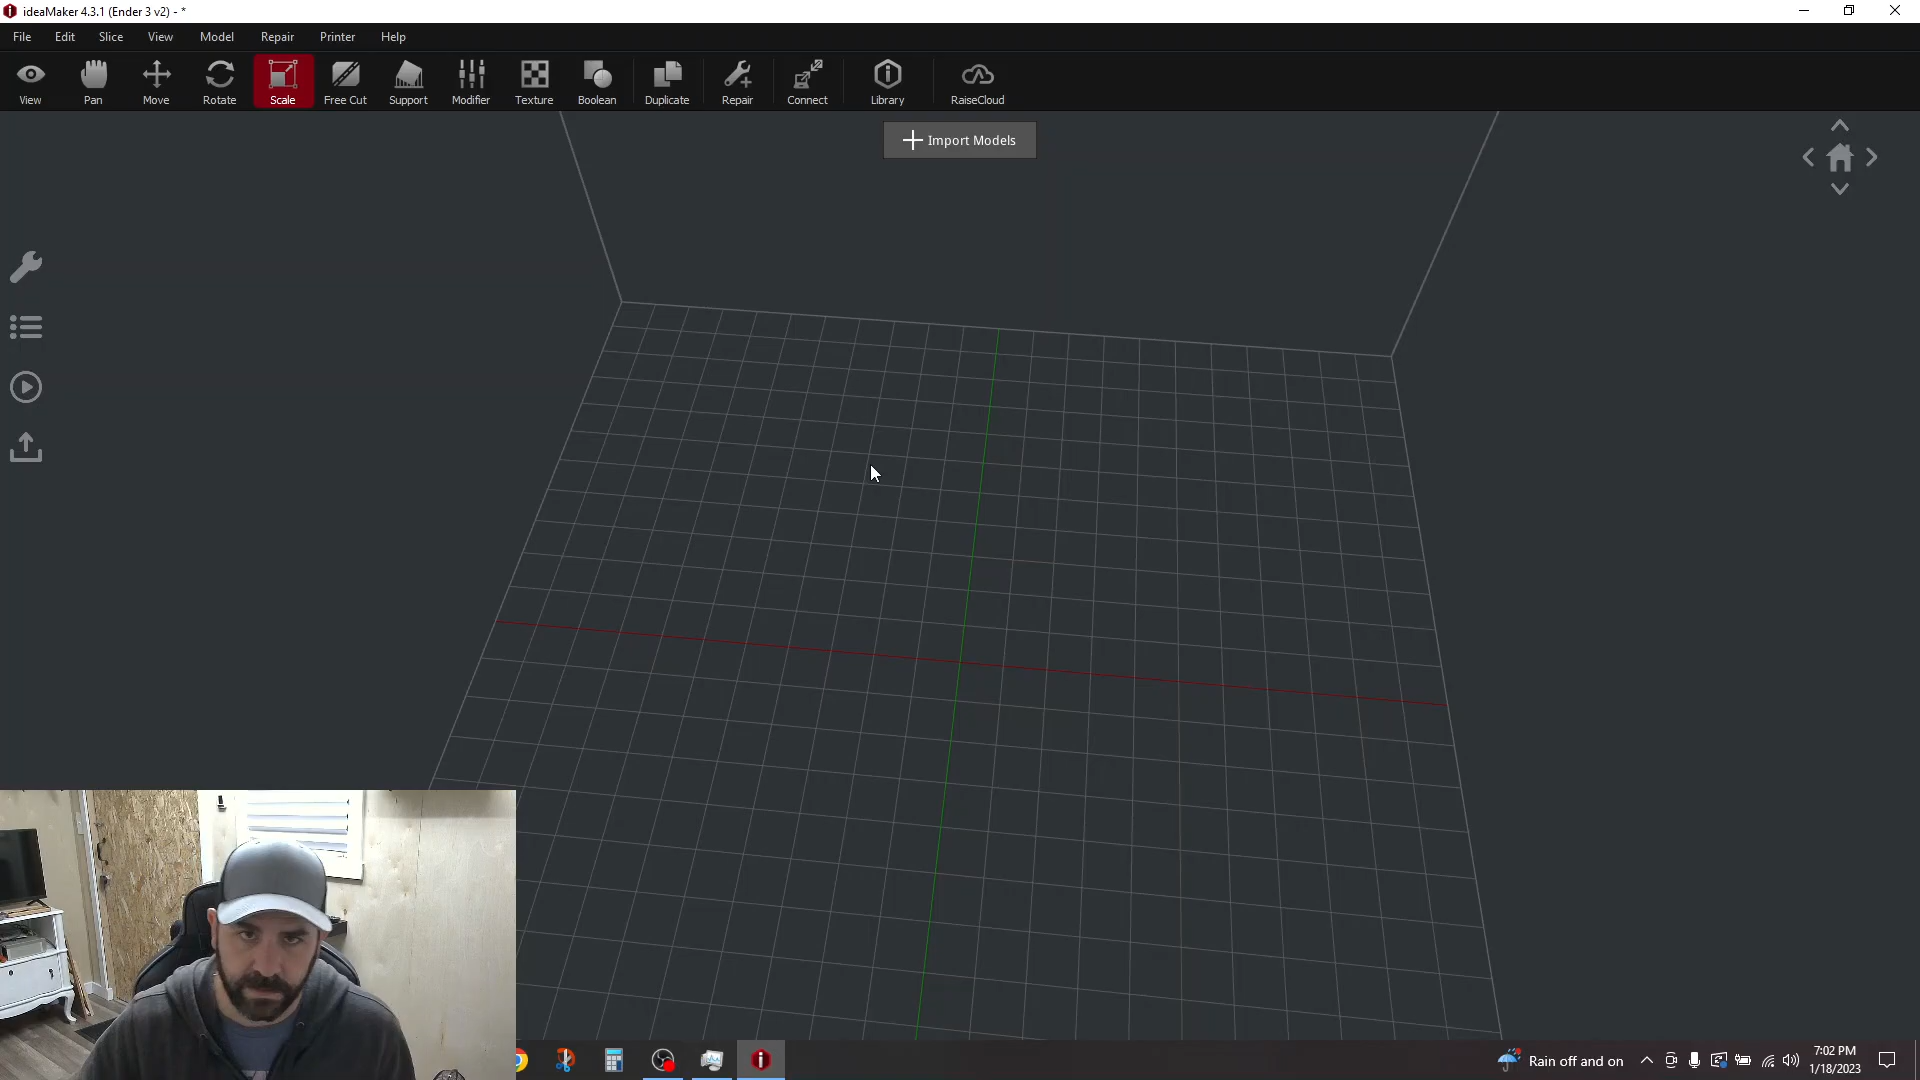 ideaMaker 4.3.1 (Ender 3 v2) - *
File Edit Slice View Model Repair Printer Help
View Pan Move Rotate Scale Free Cut Support Modifier Texture Boolean Duplicate Repair Connect Library RaiseCloud
Import Models
Rain off and on
7:02 PM
1/18/2023